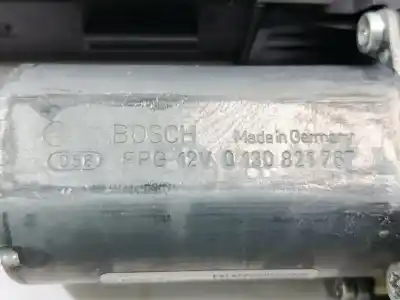 BOSCH Made in Germany
058 FPG 12V 0 130 821 767